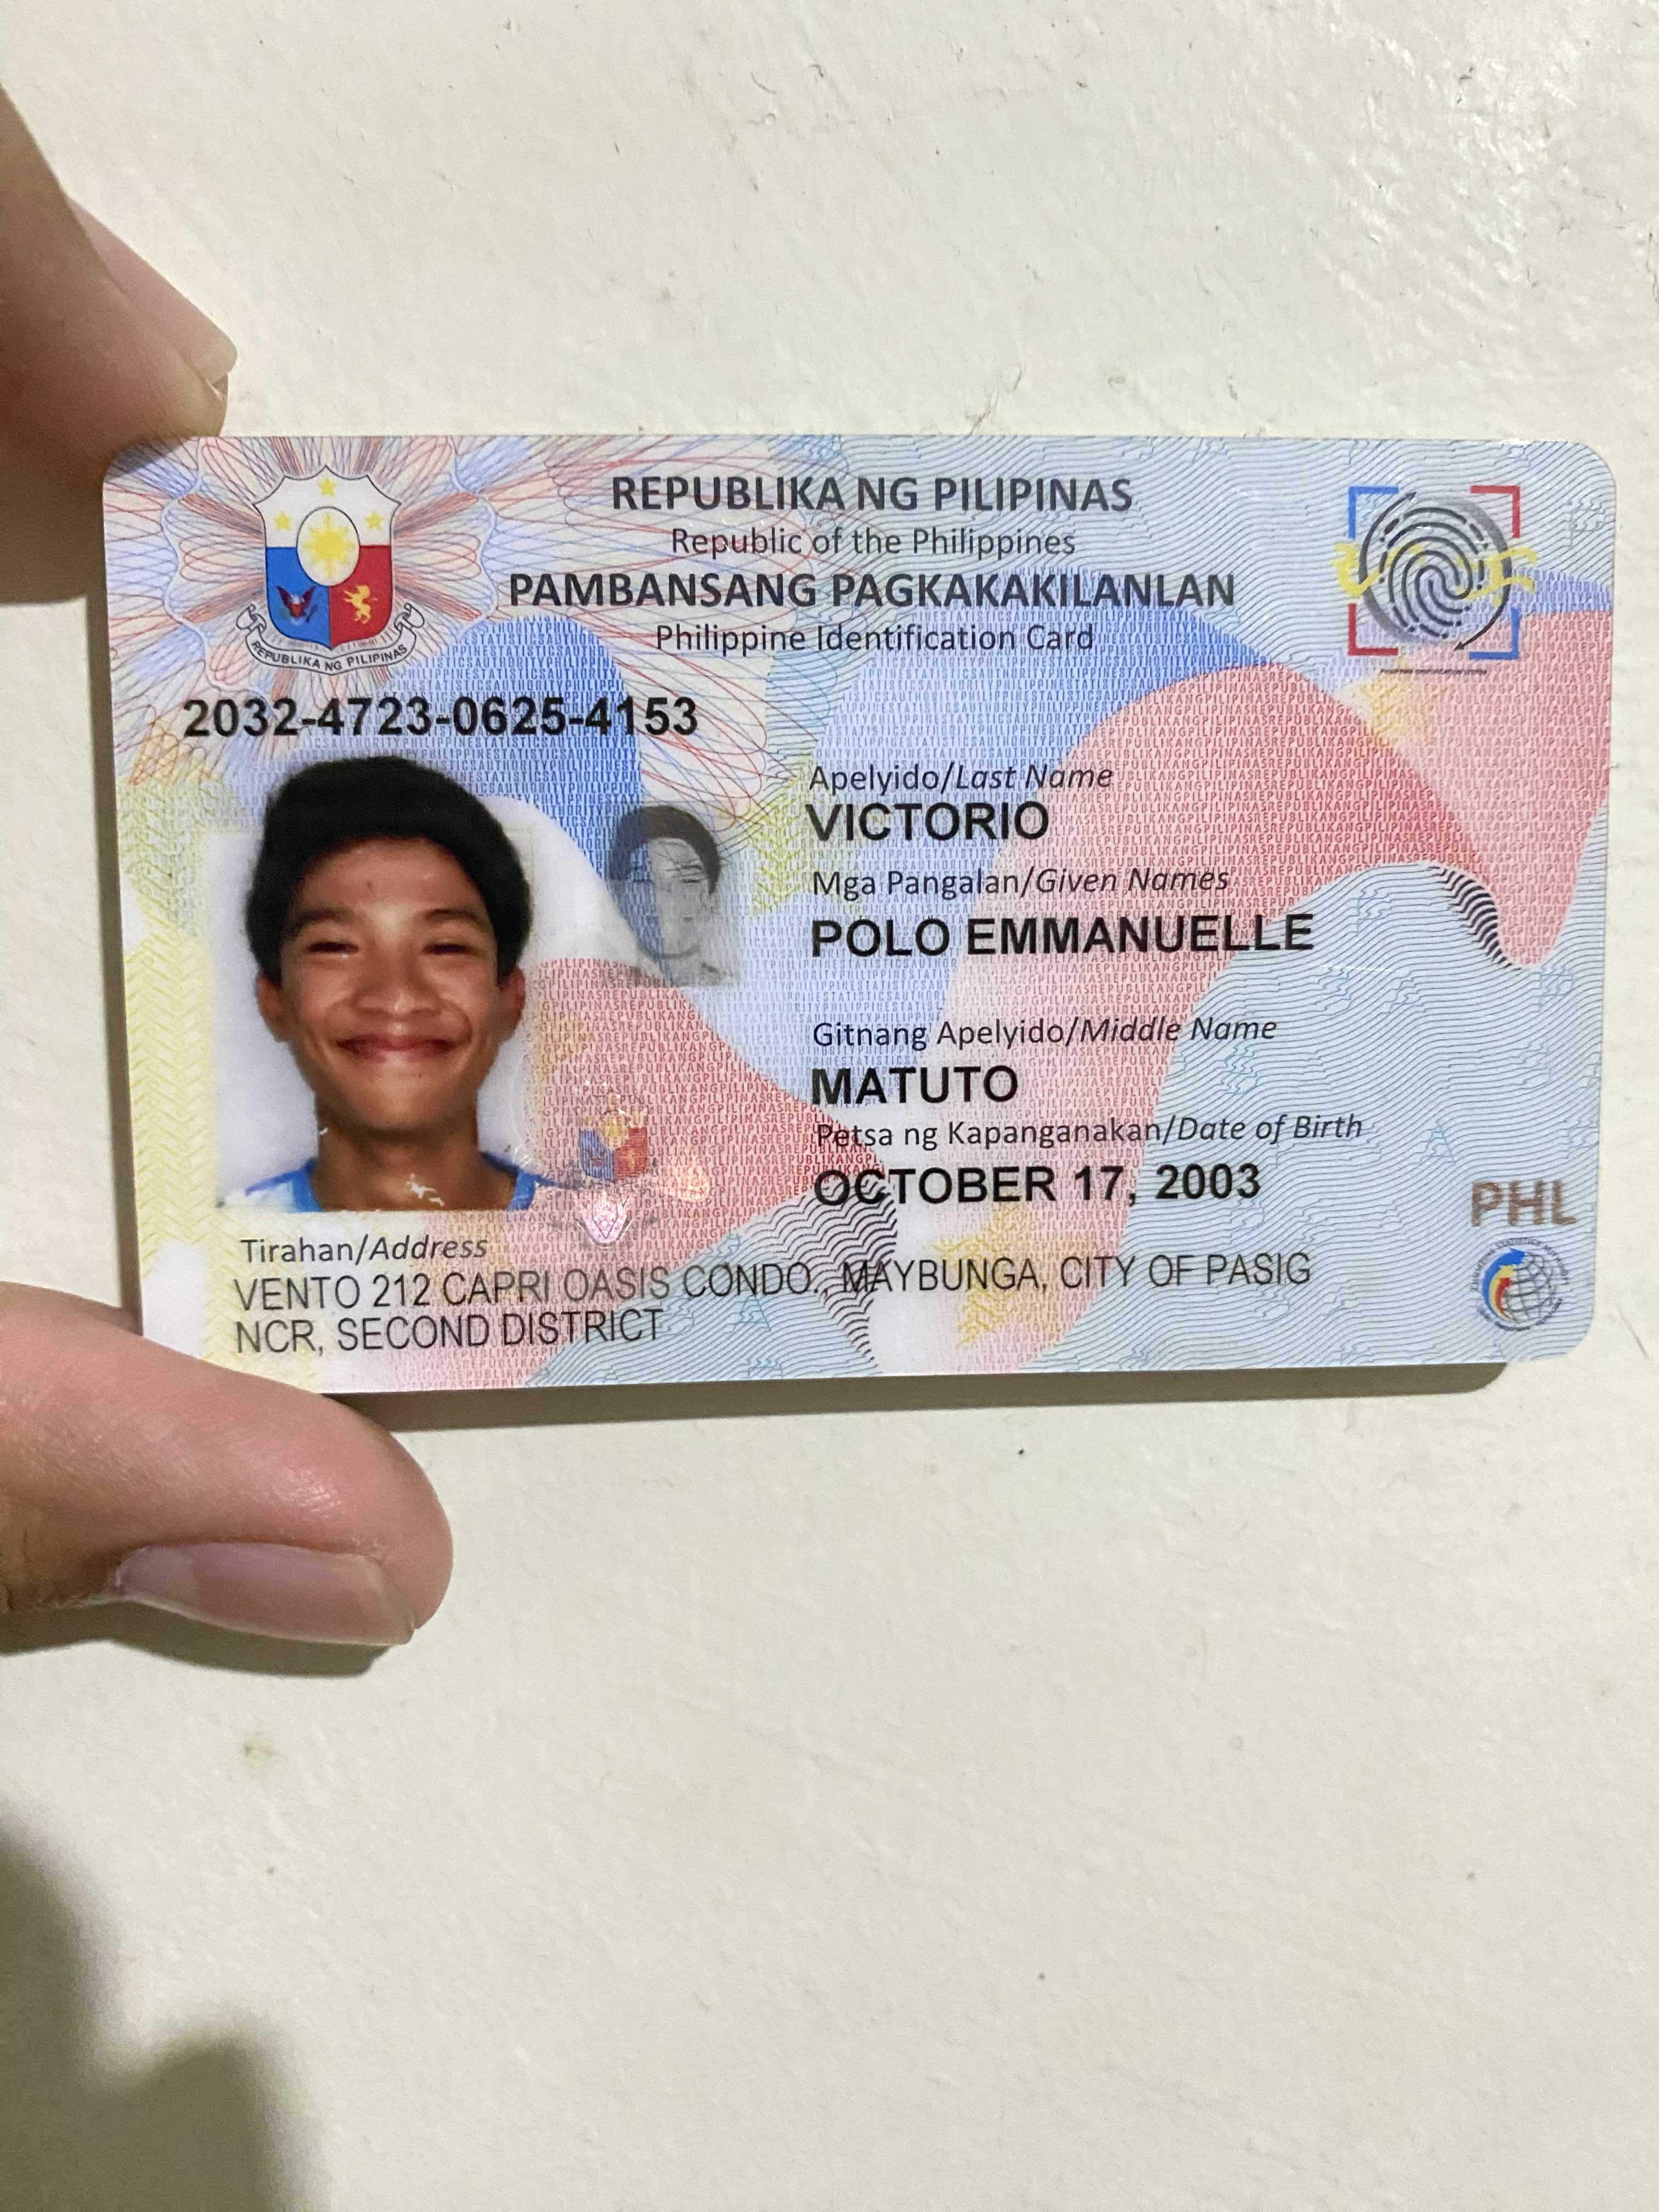 REPUBLIKA NG PILIPINAS
Republic of the Philippines
PAMBANSANG PAGKAKAKILANLAN
Philippine Identification Card
REPUBLIKA NG PILIPINAS
2032-4723-0625-4153
Apelyido/Last Name
VICTORIO
Mga Pangalan/Given Names
POLO EMMANUELLE
Gitnang Apelyido/Middle Name
MATUTO
Petsa ng Kapanganakan/Date of Birth
OCTOBER 17, 2003
PHL
Tirahan/Address
VENTO 212 CAPRI OASIS CONDO., MAYBUNGA, CITY OF PASIG
NCR, SECOND DISTRICT